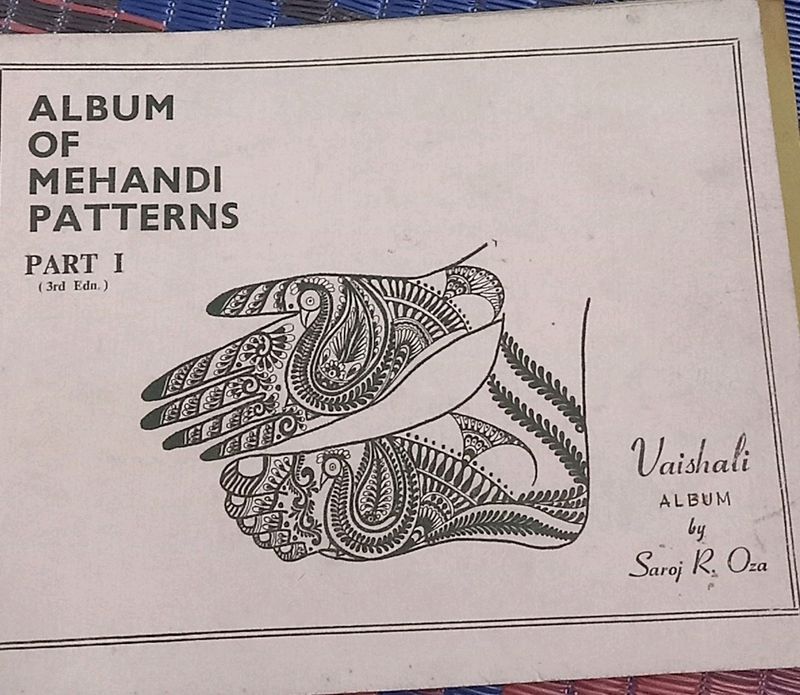 ALBUM
OF
MEHANDI
PATTERNS
PART I
(3rd Edn.)
Vaishali
ALBUM
by
Saroj R. Oza